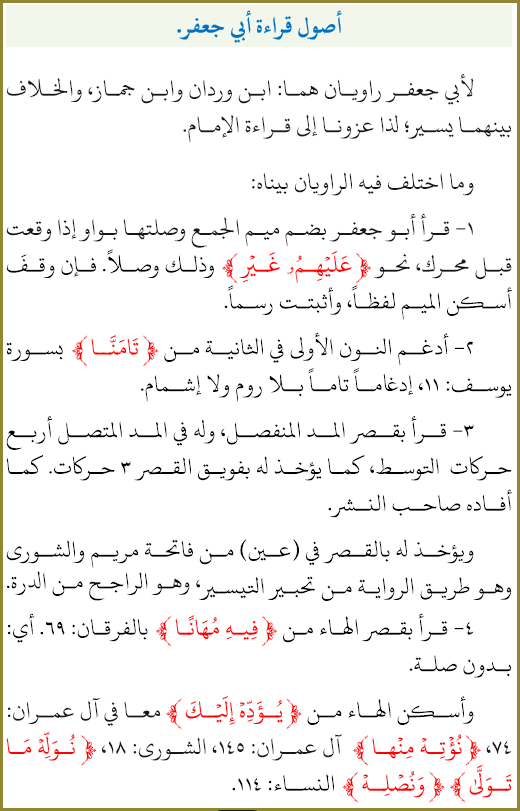 أصول قراءة أبي جعفر.
لأبي جعفر راويان هما: ابن وردان وابن جماز، والخلاف
بينهما يسير؛ لذا عزونا إلى قراءة الإمام.
وما اختلف فيه الراويان بيناه:
١- قرأ أبو جعفر بضم ميم الجمع وصلتها بواو إذا وقعت
قبل محرك، نحو ﴿عَلَيْهِمُۥ غَيْرِ﴾ وذلك وصلاً. فإن وقفَ
أسكن الميم لفظاً، وأثبتت رسماً.
٢- أدغم النون الأولى في الثانية من ﴿تَامَنَّا﴾ بسورة
يوسف: ١١، إدغاماً تاماً بلا روم ولا إشمام.
٣- قرأ بقصر المد المنفصل، وله في المد المتصل أربع
حركات التوسط، كما يؤخذ له بفويق القصر ٣ حركات. كما
أفاده صاحب النشر.
ويؤخذ له بالقصر في (عين) من فاتحة مريم والشورى
وهو طريق الرواية من تحبير التيسير، وهو الراجح من الدرة.
٤- قرأ بقصر الهاء من ﴿فِيهِ مُهَانًا﴾ بالفرقان: ٦٩. أي:
بدون صلة.
وأسكن الهاء من ﴿يُؤَدِّهْ إِلَيْكَ﴾ معا في آل عمران:
٧٤، ﴿نُؤْتِهْ مِنْهَا﴾ آل عمران: ١٤٥، الشورى: ١٨، ﴿نُوَلِّهْ مَا
تَوَلَّىٰ﴾ ﴿وَنُصْلِهْ﴾ النساء: ١١٤.